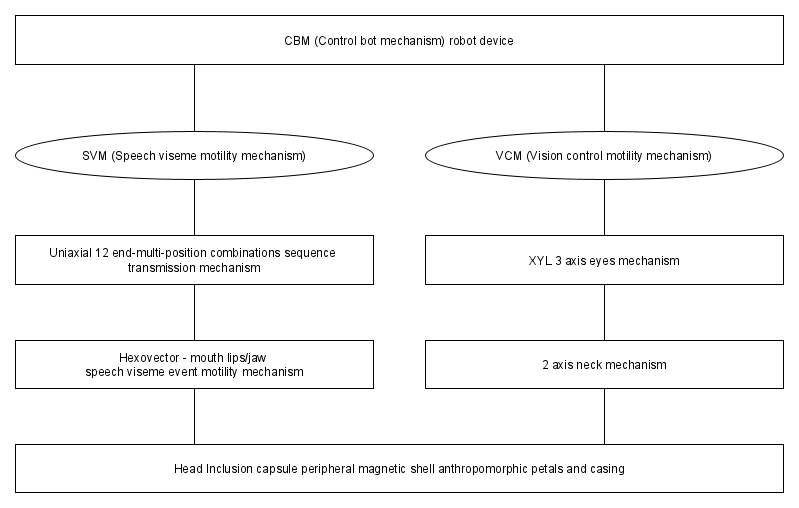 CBM (Control bot mechanism) robot device
SVM (Speech viseme motility mechanism)
VCM (Vision control motility mechanism)
Uniaxial 12 end-multi-position combinations sequence
transmission mechanism
XYL 3 axis eyes mechanism
Hexovector - mouth lips/jaw
speech viseme event motility mechanism
2 axis neck mechanism
Head Inclusion capsule peripheral magnetic shell anthropomorphic petals and casing